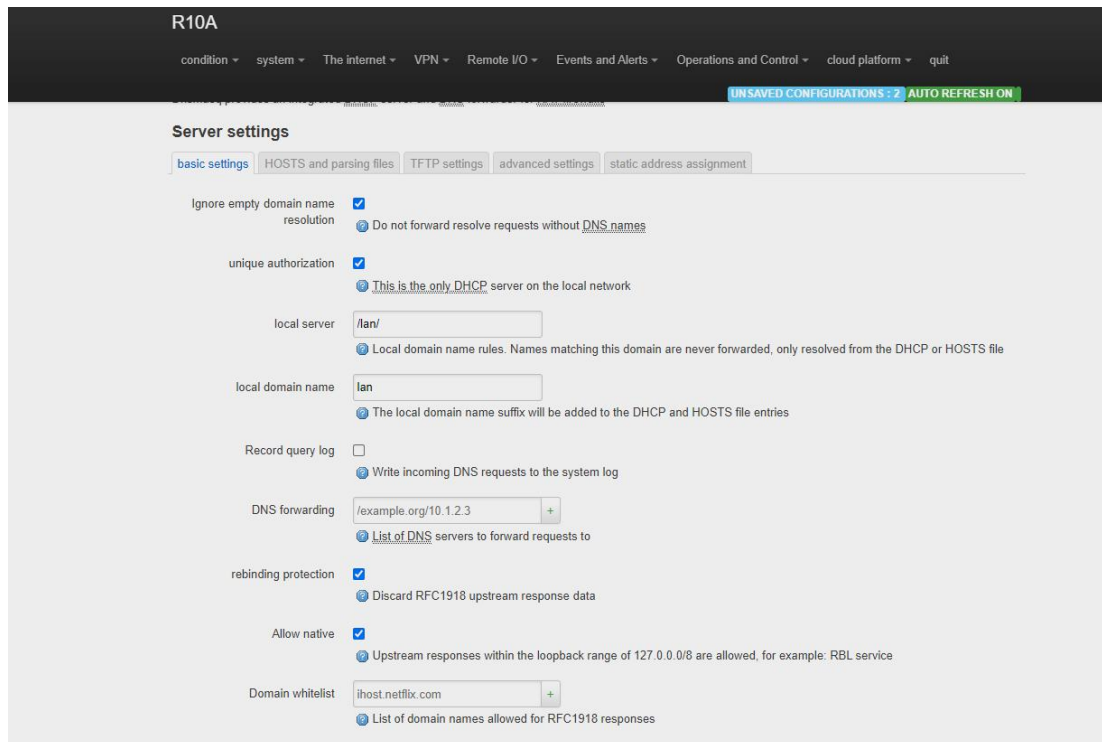 R10A
condition system The internet VPN Remote I/O Events and Alerts Operations and Control cloud platform quit
UNSAVED CONFIGURATIONS : 2 AUTO REFRESH ON
Server settings
basic settings HOSTS and parsing files TFTP settings advanced settings static address assignment
Ignore empty domain name
resolution
Do not forward resolve requests without DNS names
unique authorization
This is the only DHCP server on the local network
local server /lan/
Local domain name rules. Names matching this domain are never forwarded, only resolved from the DHCP or HOSTS file
local domain name lan
The local domain name suffix will be added to the DHCP and HOSTS file entries
Record query log
Write incoming DNS requests to the system log
DNS forwarding /example.org/10.1.2.3 +
List of DNS servers to forward requests to
rebinding protection
Discard RFC1918 upstream response data
Allow native
Upstream responses within the loopback range of 127.0.0.0/8 are allowed, for example: RBL service
Domain whitelist ihost.netflix.com +
List of domain names allowed for RFC1918 responses